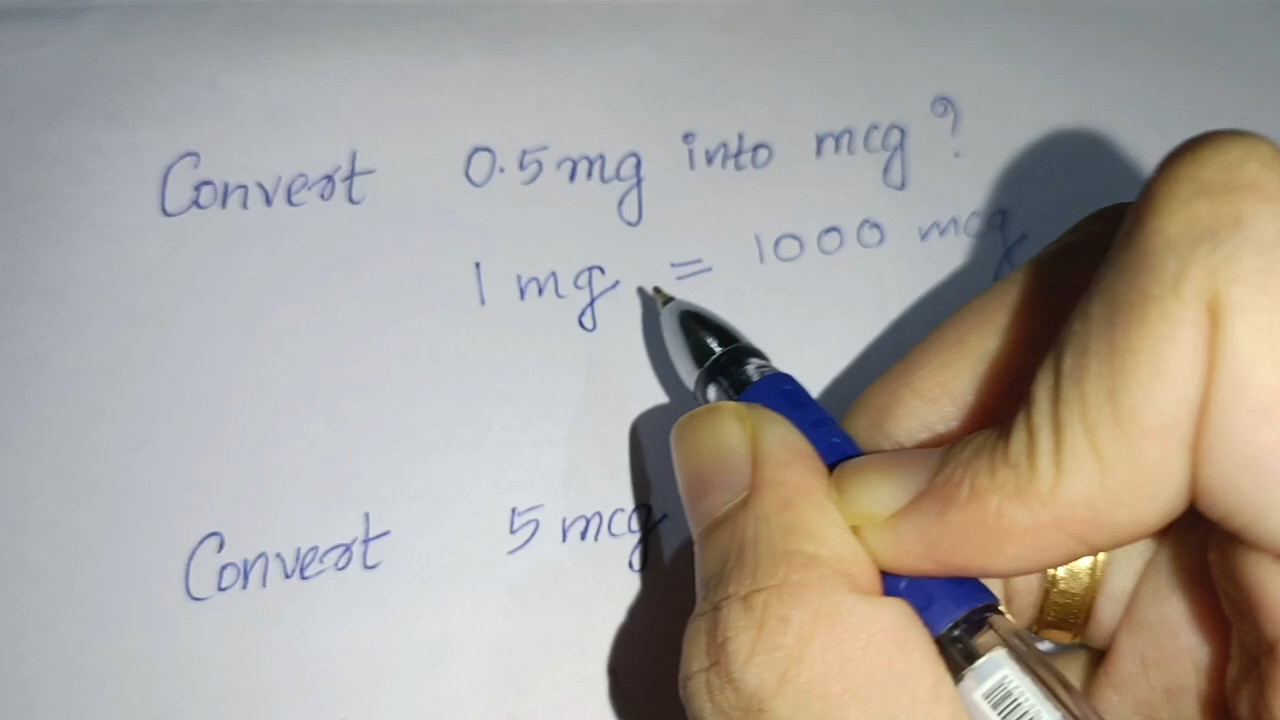 Convert 0.5mg into mcg?
1 mg = 1000 mcg
Convert 5 mcg